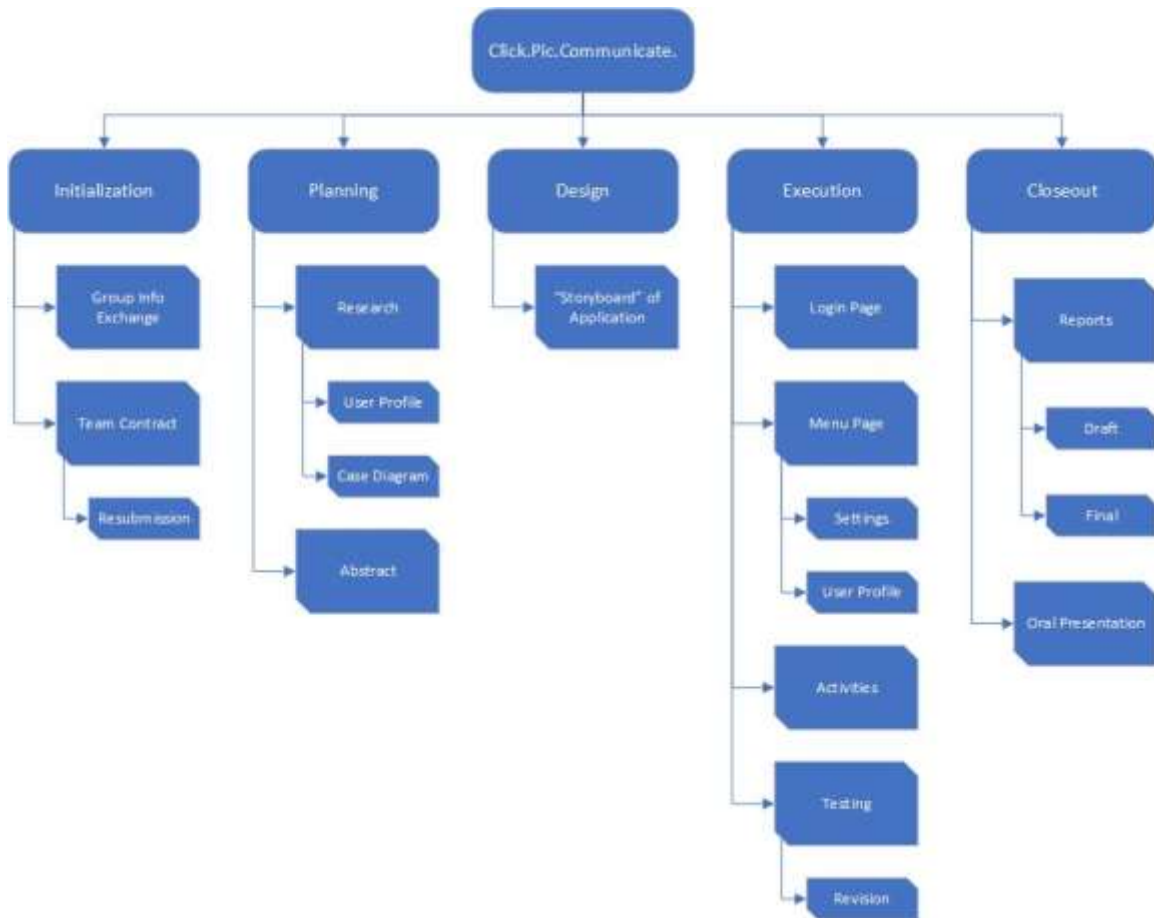 Click.Pic.Communicate.
Initialization
Planning
Design
Execution
Closeout
Group Info
Exchange
Team Contract
Resubmission
Research
User Profile
Case Diagram
Abstract
"Storyboard" of
Application
Login Page
Menu Page
Settings
User Profile
Activities
Testing
Revision
Reports
Draft
Final
Oral Presentation